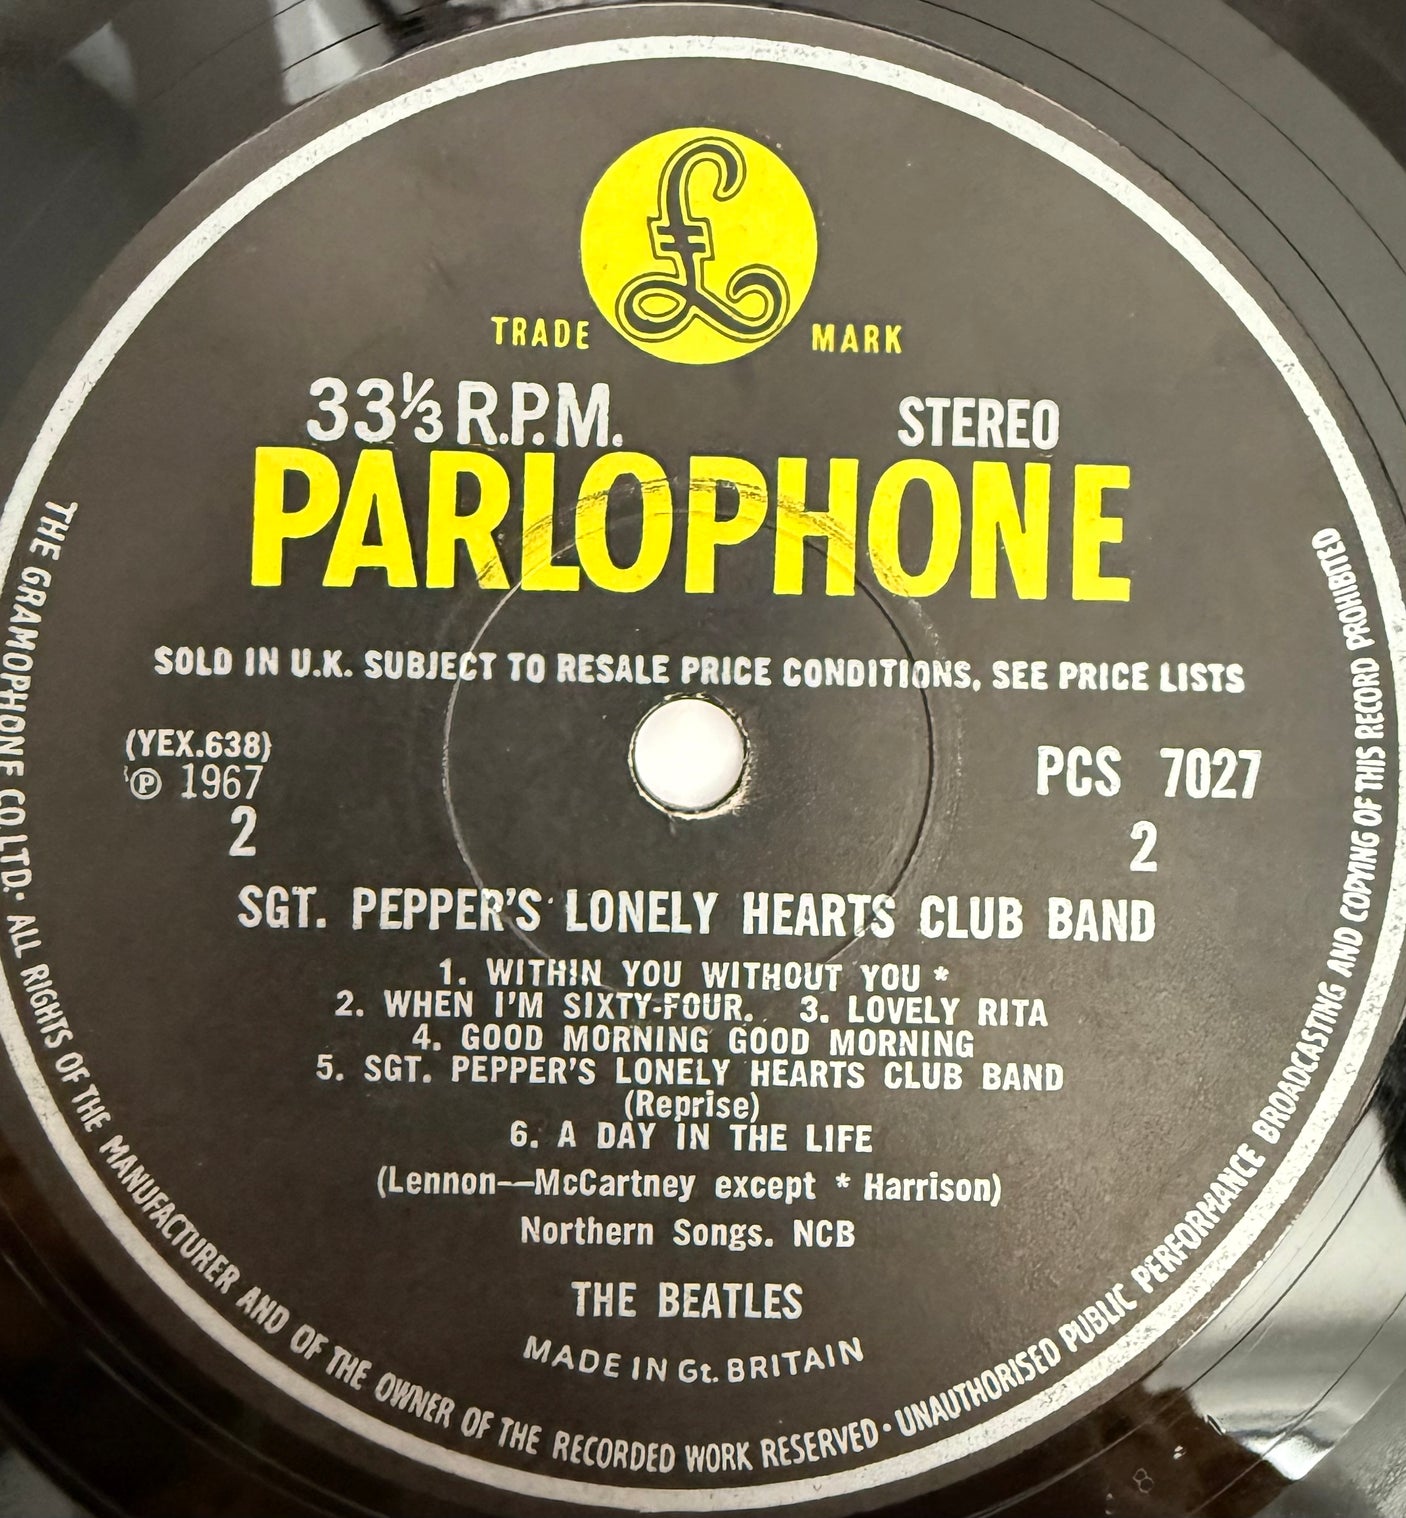 £
TRADE MARK
33⅓ R.P.M. STEREO
PARLOPHONE
SOLD IN U.K. SUBJECT TO RESALE PRICE CONDITIONS, SEE PRICE LISTS
(YEX.638) PCS 7027
℗ 1967
2 2
SGT. PEPPER'S LONELY HEARTS CLUB BAND
1. WITHIN YOU WITHOUT YOU *
2. WHEN I'M SIXTY-FOUR. 3. LOVELY RITA
4. GOOD MORNING GOOD MORNING
5. SGT. PEPPER'S LONELY HEARTS CLUB BAND
(Reprise)
6. A DAY IN THE LIFE
(Lennon—McCartney except * Harrison)
Northern Songs. NCB
THE BEATLES
MADE IN Gt. BRITAIN
THE GRAMOPHONE CO. LTD. · ALL RIGHTS OF THE MANUFACTURER AND OF THE OWNER OF THE RECORDED WORK RESERVED · UNAUTHORISED PUBLIC PERFORMANCE BROADCASTING AND COPYING OF THIS RECORD PROHIBITED
8